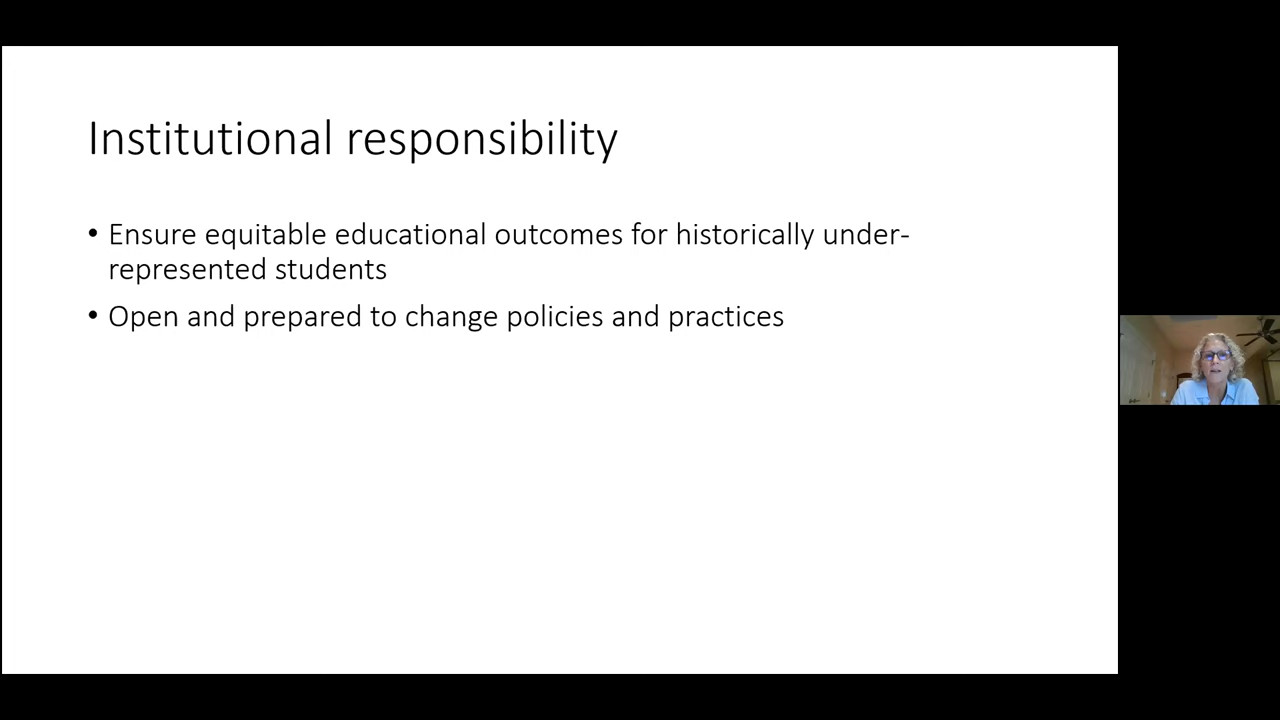 Institutional responsibility
• Ensure equitable educational outcomes for historically under-
represented students
• Open and prepared to change policies and practices